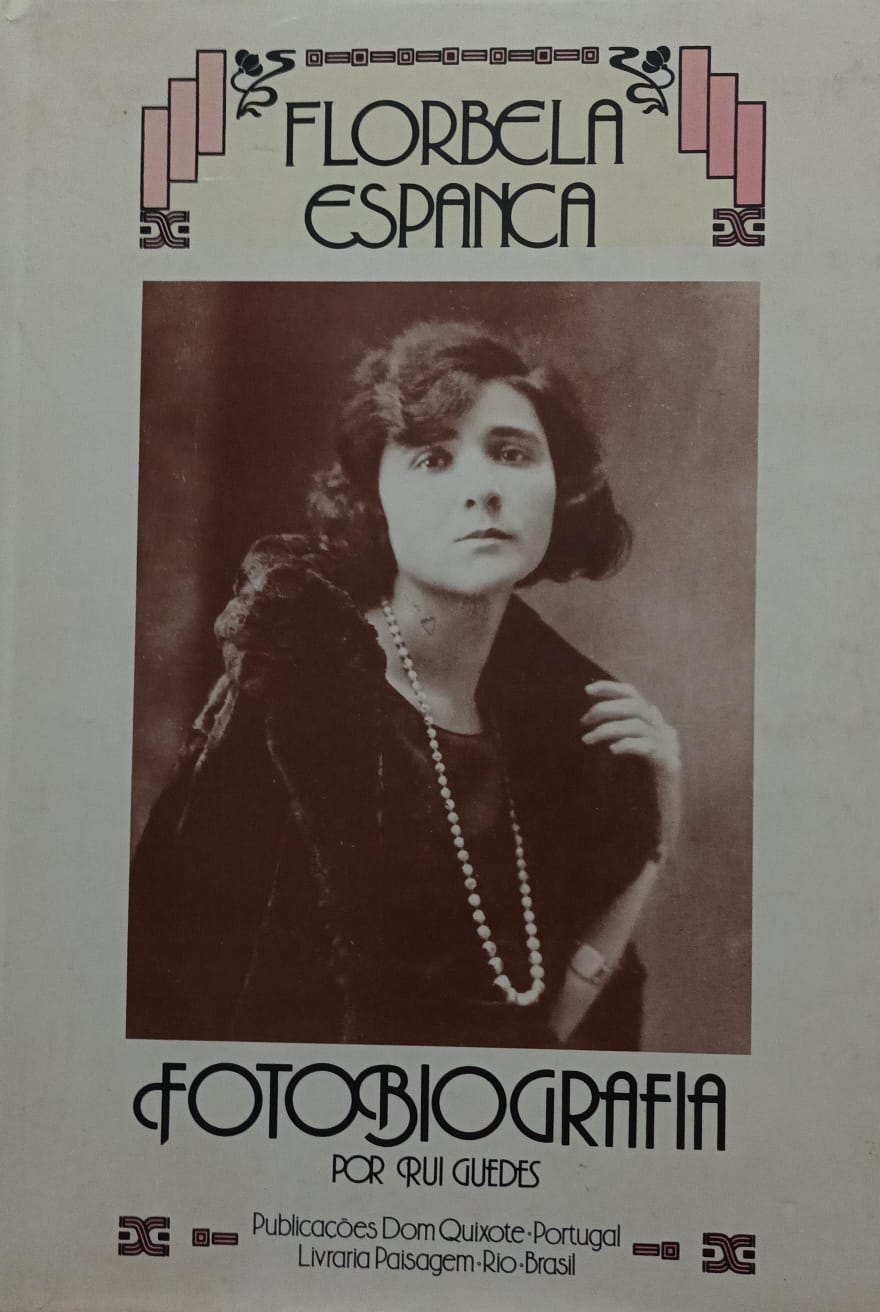 FLORBELA
ESPANCA
FOTOBIOGRAFIA
POR RUI GUEDES
Publicações Dom Quixote·Portugal
Livraria Paisagem·Rio·Brasil